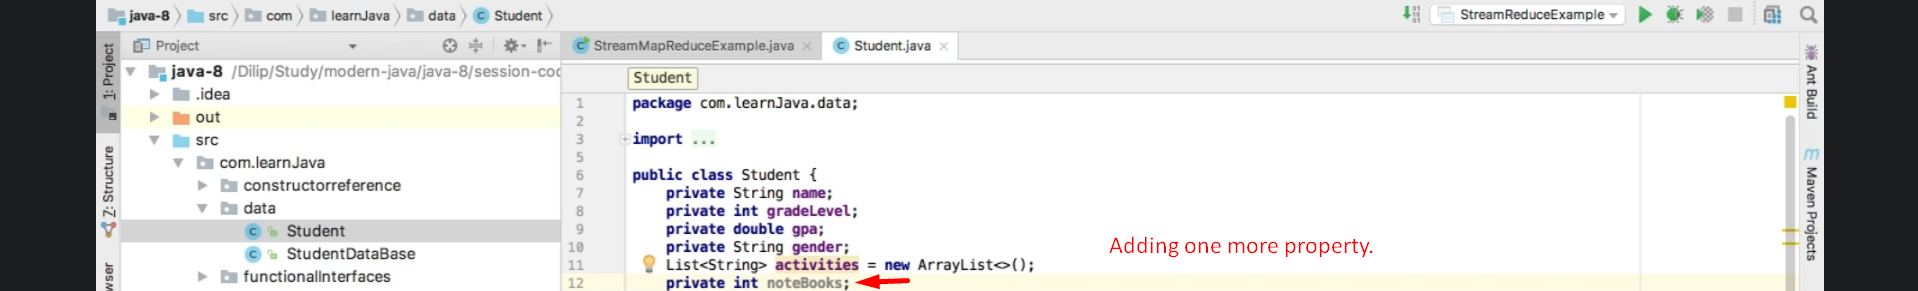 java-8 src com learnJava data Student
StreamReduceExample
Project
StreamMapReduceExample.java
Student.java
1: Project
Z: Structure
java-8 /Dilip/Study/modern-java/java-8/session-co
.idea
out
src
com.learnJava
constructorreference
data
Student
StudentDataBase
functionalInterfaces
Student
1 package com.learnJava.data;
2
3 import ...
5
6 public class Student {
7 private String name;
8 private int gradeLevel;
9 private double gpa;
10 private String gender;
11 List<String> activities = new ArrayList<>();
12 private int noteBooks;
Adding one more property.
Ant Build
Maven Projects